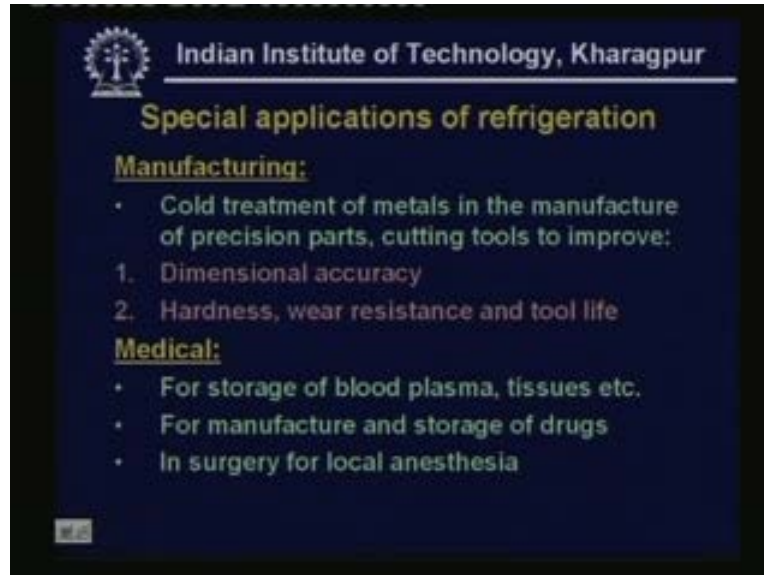 Indian Institute of Technology, Kharagpur
Special applications of refrigeration
Manufacturing:
• Cold treatment of metals in the manufacture
of precision parts, cutting tools to improve:
1. Dimensional accuracy
2. Hardness, wear resistance and tool life
Medical:
• For storage of blood plasma, tissues etc.
• For manufacture and storage of drugs
• In surgery for local anesthesia